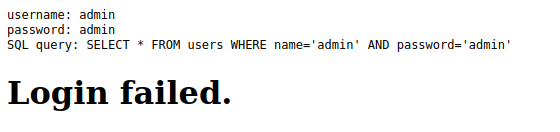 username: admin
password: admin
SQL query: SELECT * FROM users WHERE name='admin' AND password='admin'
Login failed.